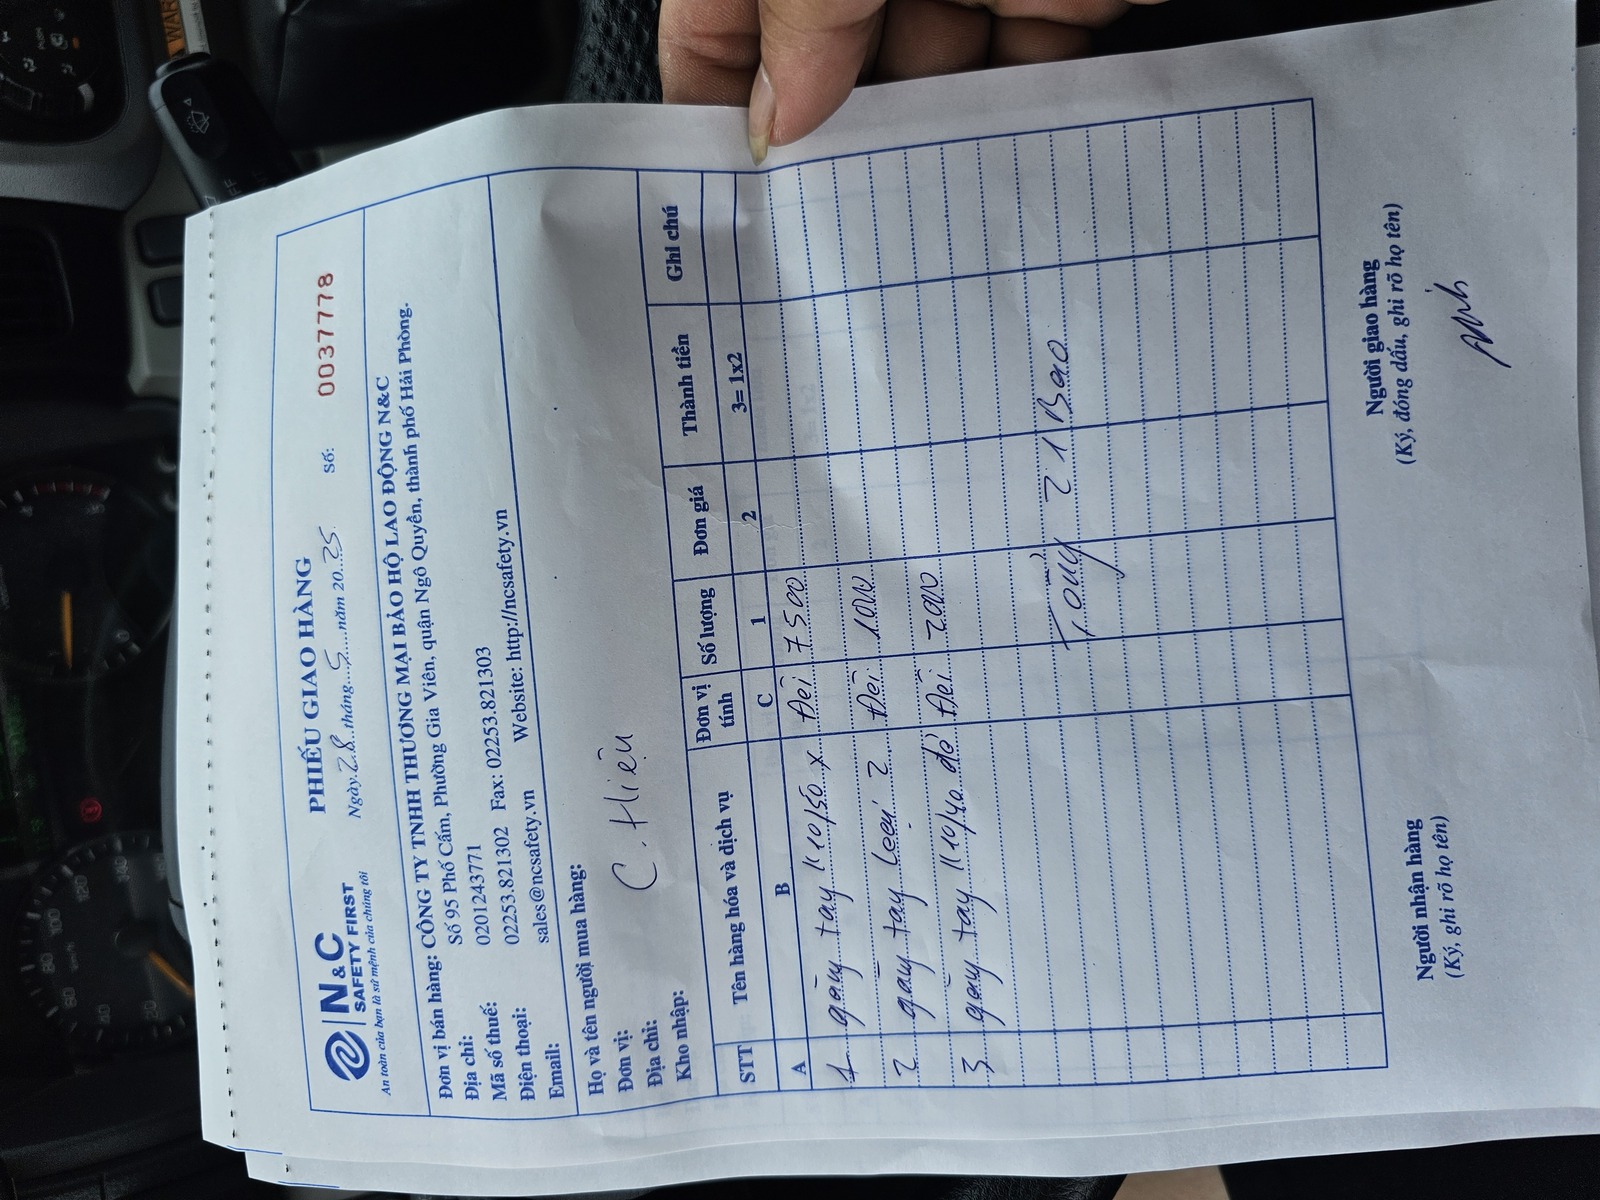 N&C
SAFETY FIRST
An toàn của bạn là sứ mệnh của chúng tôi
PHIẾU GIAO HÀNG
Ngày 28 tháng 5 năm 2025 Số: 0037778
Đơn vị bán hàng: CÔNG TY TNHH THƯƠNG MẠI BẢO HỘ LAO ĐỘNG N&C
Địa chỉ: Số 95 Phố Cấm, Phường Gia Viên, quận Ngô Quyền, thành phố Hải Phòng.
Mã số thuế: 0201243771
Điện thoại: 02253.821302 Fax: 02253.821303
Email: sales@ncsafety.vn Website: http://ncsafety.vn
Họ và tên người mua hàng:
Đơn vị: C. Hiện
Địa chỉ:
Kho nhập:
STT Tên hàng hóa và dịch vụ Đơn vị tính Số lượng Đơn giá Thành tiền Ghi chú
A B C 1 2 3= 1x2
1 găng tay K10/50 x Đôi 7500
2 găng tay Len 2 Đôi 1000
3 găng tay K10/40 đỏ Đôi 2000
Tổng 21 Bao
Người nhận hàng
(Ký, ghi rõ họ tên)
Người giao hàng
(Ký, đóng dấu, ghi rõ họ tên)